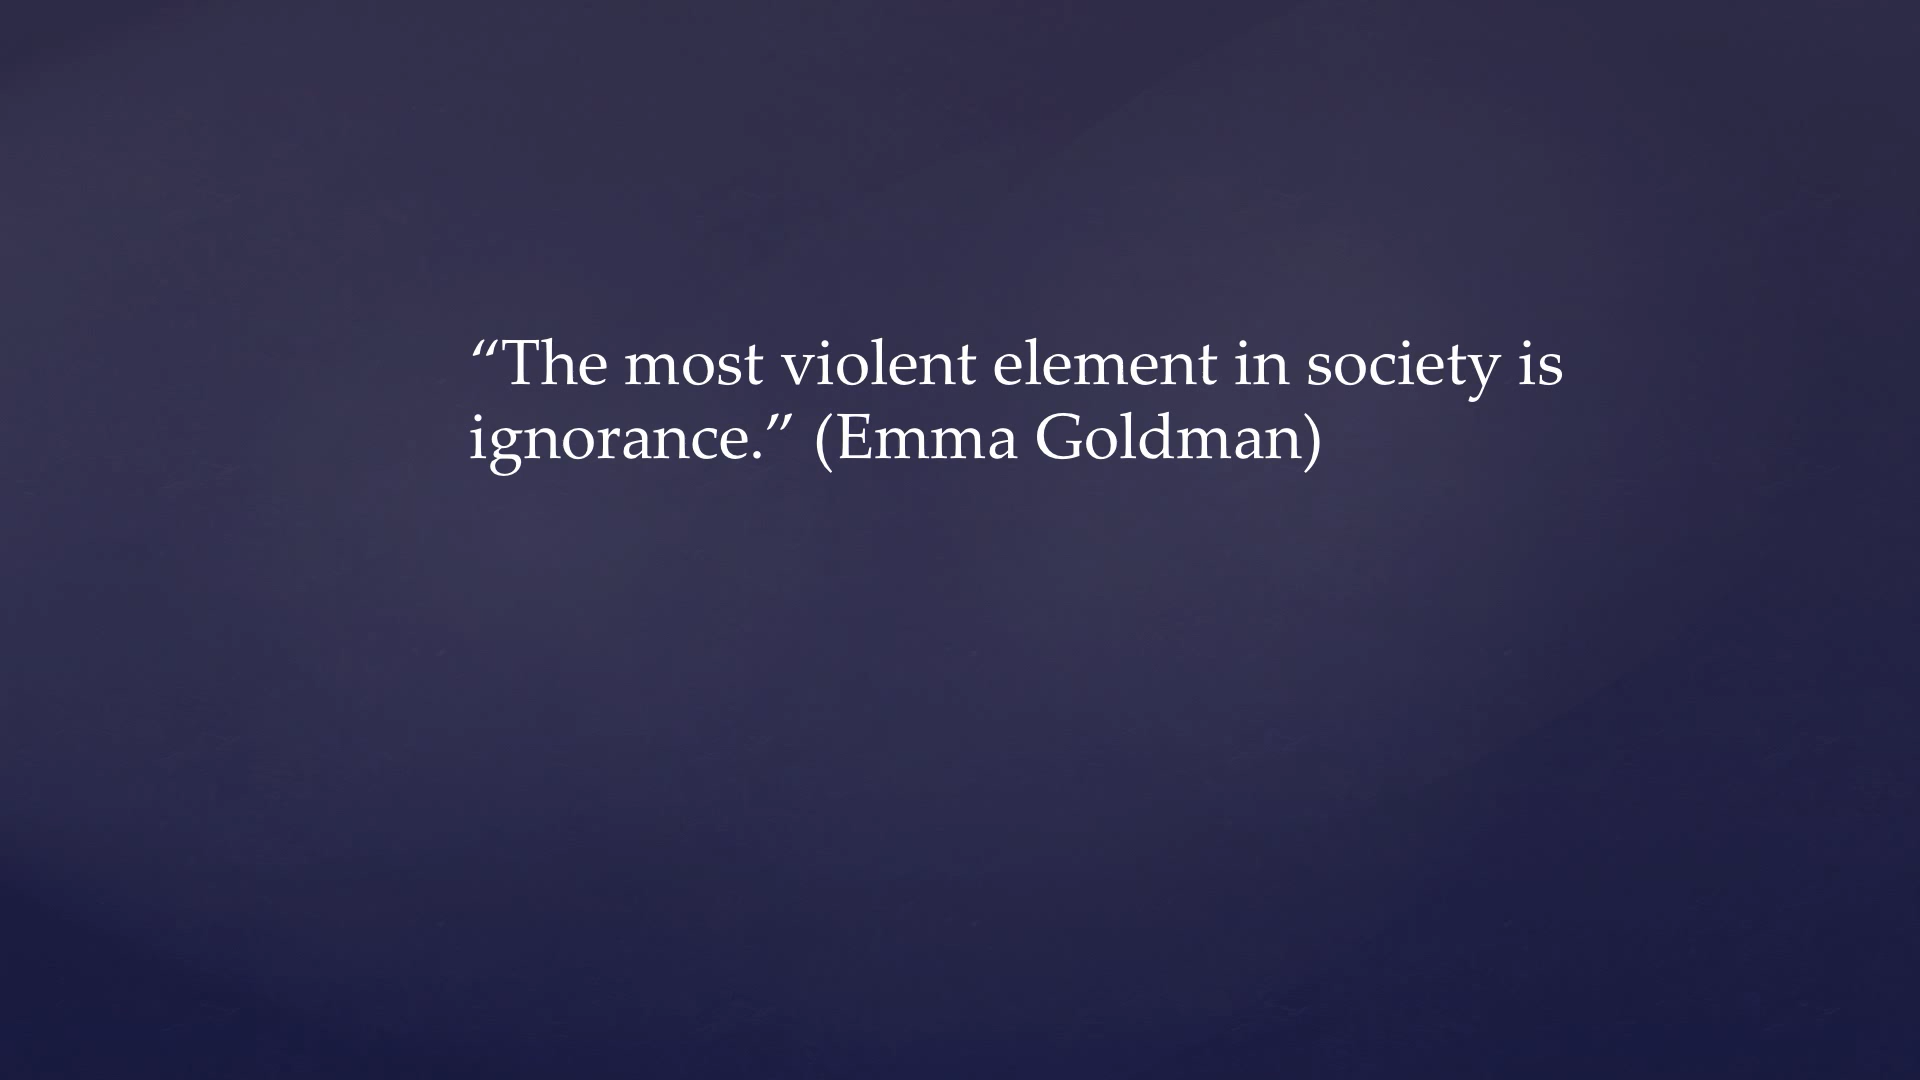 “The most violent element in society is
ignorance.” (Emma Goldman)